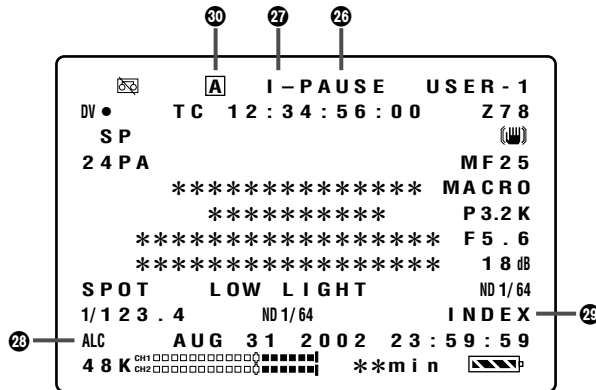 30 27 26
A I–PAUSE USER-1
DV ● TC 12:34:56:00 Z78
SP
24PA MF25
************** MACRO
********** P3.2K
***************** F5.6
***************** 18dB
SPOT LOW LIGHT ND1/64
1/123.4 ND1/64 INDEX 29
28 ALC AUG 31 2002 23:59:59
48K CH1 CH2 **min